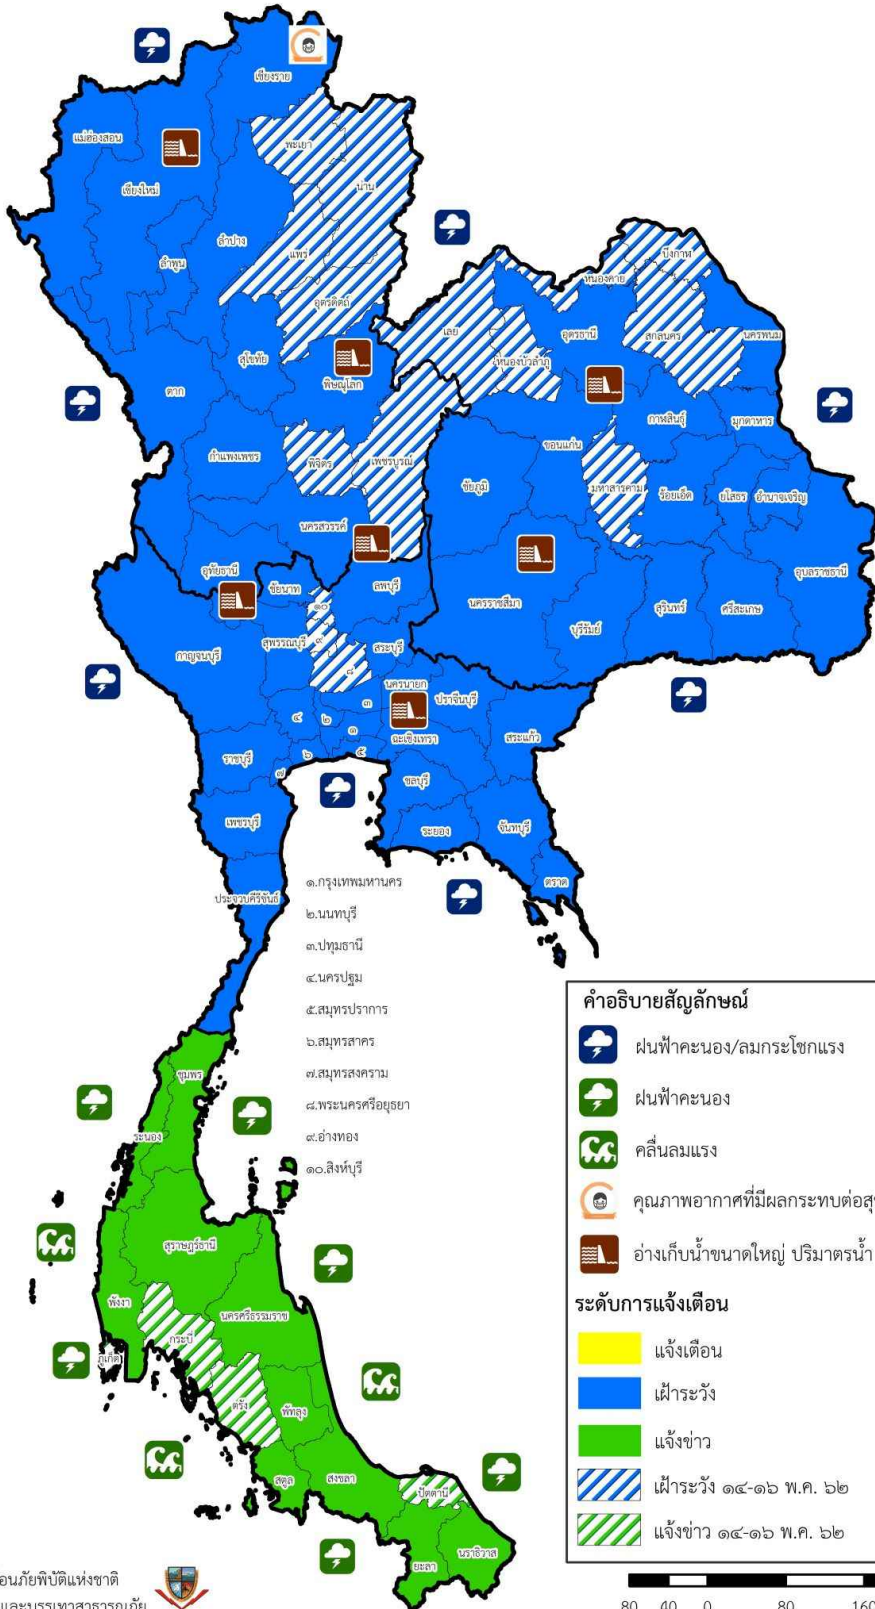 เชียงราย
แม่ฮ่องสอน
พะเยา
เชียงใหม่
น่าน
ลำปาง
แพร่
ลำพูน
อุตรดิตถ์
บึงกาฬ
หนองคาย
เลย
อุดรธานี
สกลนคร
นครพนม
สุโขทัย
หนองบัวลำภู
ตาก
พิษณุโลก
กาฬสินธุ์
มุกดาหาร
กำแพงเพชร
พิจิตร
เพชรบูรณ์
ขอนแก่น
ชัยภูมิ
มหาสารคาม
ร้อยเอ็ด
ยโสธร
อำนาจเจริญ
นครสวรรค์
อุทัยธานี
ชัยนาท
ลพบุรี
อุบลราชธานี
๑๐
นครราชสีมา
สุรินทร์
ศรีสะเกษ
บุรีรัมย์
กาญจนบุรี
สุพรรณบุรี
๙
สระบุรี
๘
นครนายก
ปราจีนบุรี
๓
๔
๒
๑
ฉะเชิงเทรา
สระแก้ว
ราชบุรี
๖
๕
๗
ชลบุรี
เพชรบุรี
ระยอง
จันทบุรี
ตราด
ประจวบคีรีขันธ์
๑.กรุงเทพมหานคร
๒.นนทบุรี
๓.ปทุมธานี
๔.นครปฐม
๕.สมุทรปราการ
๖.สมุทรสาคร
๗.สมุทรสงคราม
๘.พระนครศรีอยุธยา
๙.อ่างทอง
๑๐.สิงห์บุรี
ชุมพร
ระนอง
สุราษฎร์ธานี
พังงา
นครศรีธรรมราช
กระบี่
ภูเก็ต
ตรัง
พัทลุง
สตูล
สงขลา
ปัตตานี
ยะลา
นราธิวาส
คำอธิบายสัญลักษณ์
ฝนฟ้าคะนอง/ลมกระโชกแรง
ฝนฟ้าคะนอง
คลื่นลมแรง
คุณภาพอากาศที่มีผลกระทบต่อสุ
อ่างเก็บน้ำขนาดใหญ่ ปริมาตรน้ำ
ระดับการแจ้งเตือน
แจ้งเตือน
เฝ้าระวัง
แจ้งข่าว
เฝ้าระวัง ๑๔-๑๖ พ.ค. ๖๒
แจ้งข่าว ๑๔-๑๖ พ.ค. ๖๒
อนภัยพิบัติแห่งชาติ
และบรรเทาสาธารณภัย
80 40 0 80 160